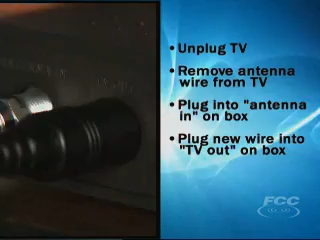 • Unplug TV
• Remove antenna
wire from TV
• Plug into "antenna
in" on box
• Plug new wire into
"TV out" on box
FCC